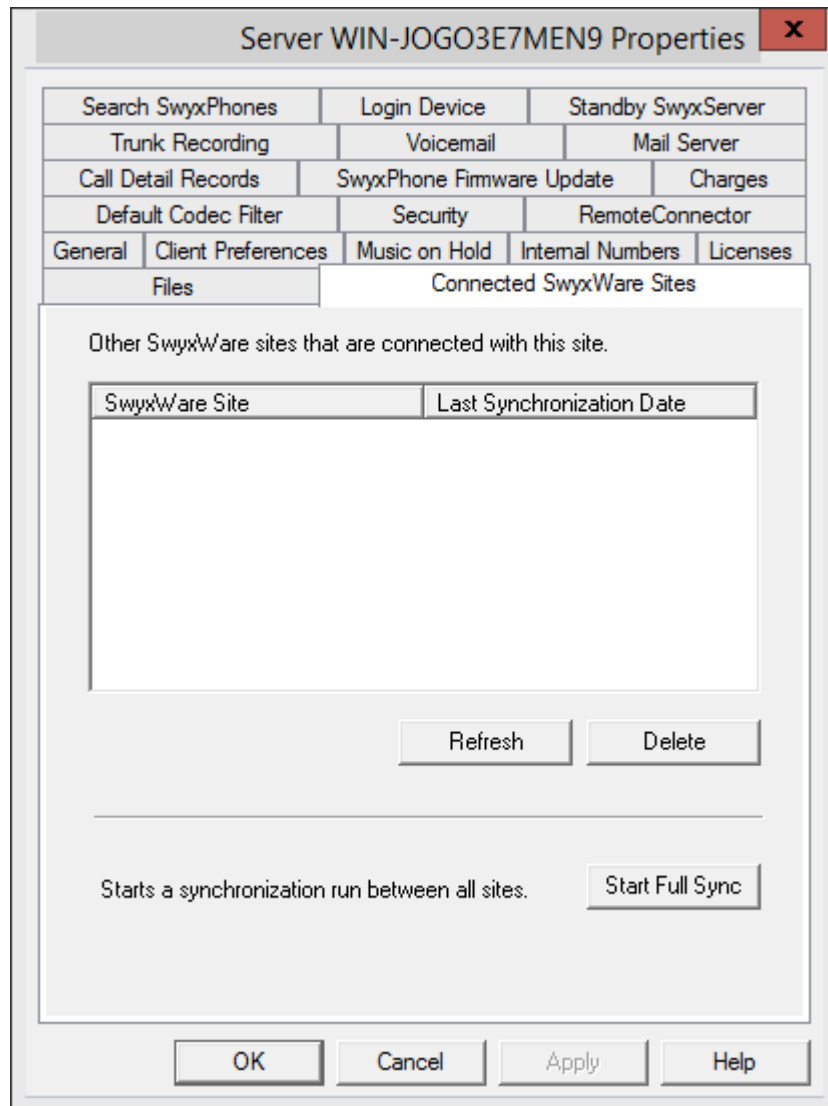 Server WIN-JOGO3E7MEN9 Properties x
Search SwyxPhones Login Device Standby SwyxServer
Trunk Recording Voicemail Mail Server
Call Detail Records SwyxPhone Firmware Update Charges
Default Codec Filter Security RemoteConnector
General Client Preferences Music on Hold Internal Numbers Licenses
Files Connected SwyxWare Sites
Other SwyxWare sites that are connected with this site.
SwyxWare Site Last Synchronization Date
Refresh Delete
Starts a synchronization run between all sites. Start Full Sync
OK Cancel Apply Help